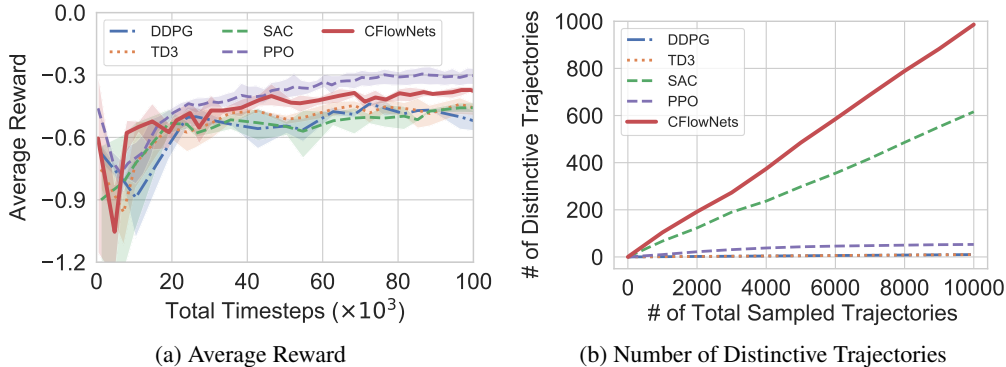 0.0
−0.3
−0.6
−0.9
−1.2
Average Reward
DDPG
TD3
SAC
PPO
CFlowNets
0
20
40
60
80
100
Total Timesteps (×10³)
(a) Average Reward
1000
800
600
400
200
0
# of Distinctive Trajectories
DDPG
TD3
SAC
PPO
CFlowNets
0
2000
4000
6000
8000
10000
# of Total Sampled Trajectories
(b) Number of Distinctive Trajectories